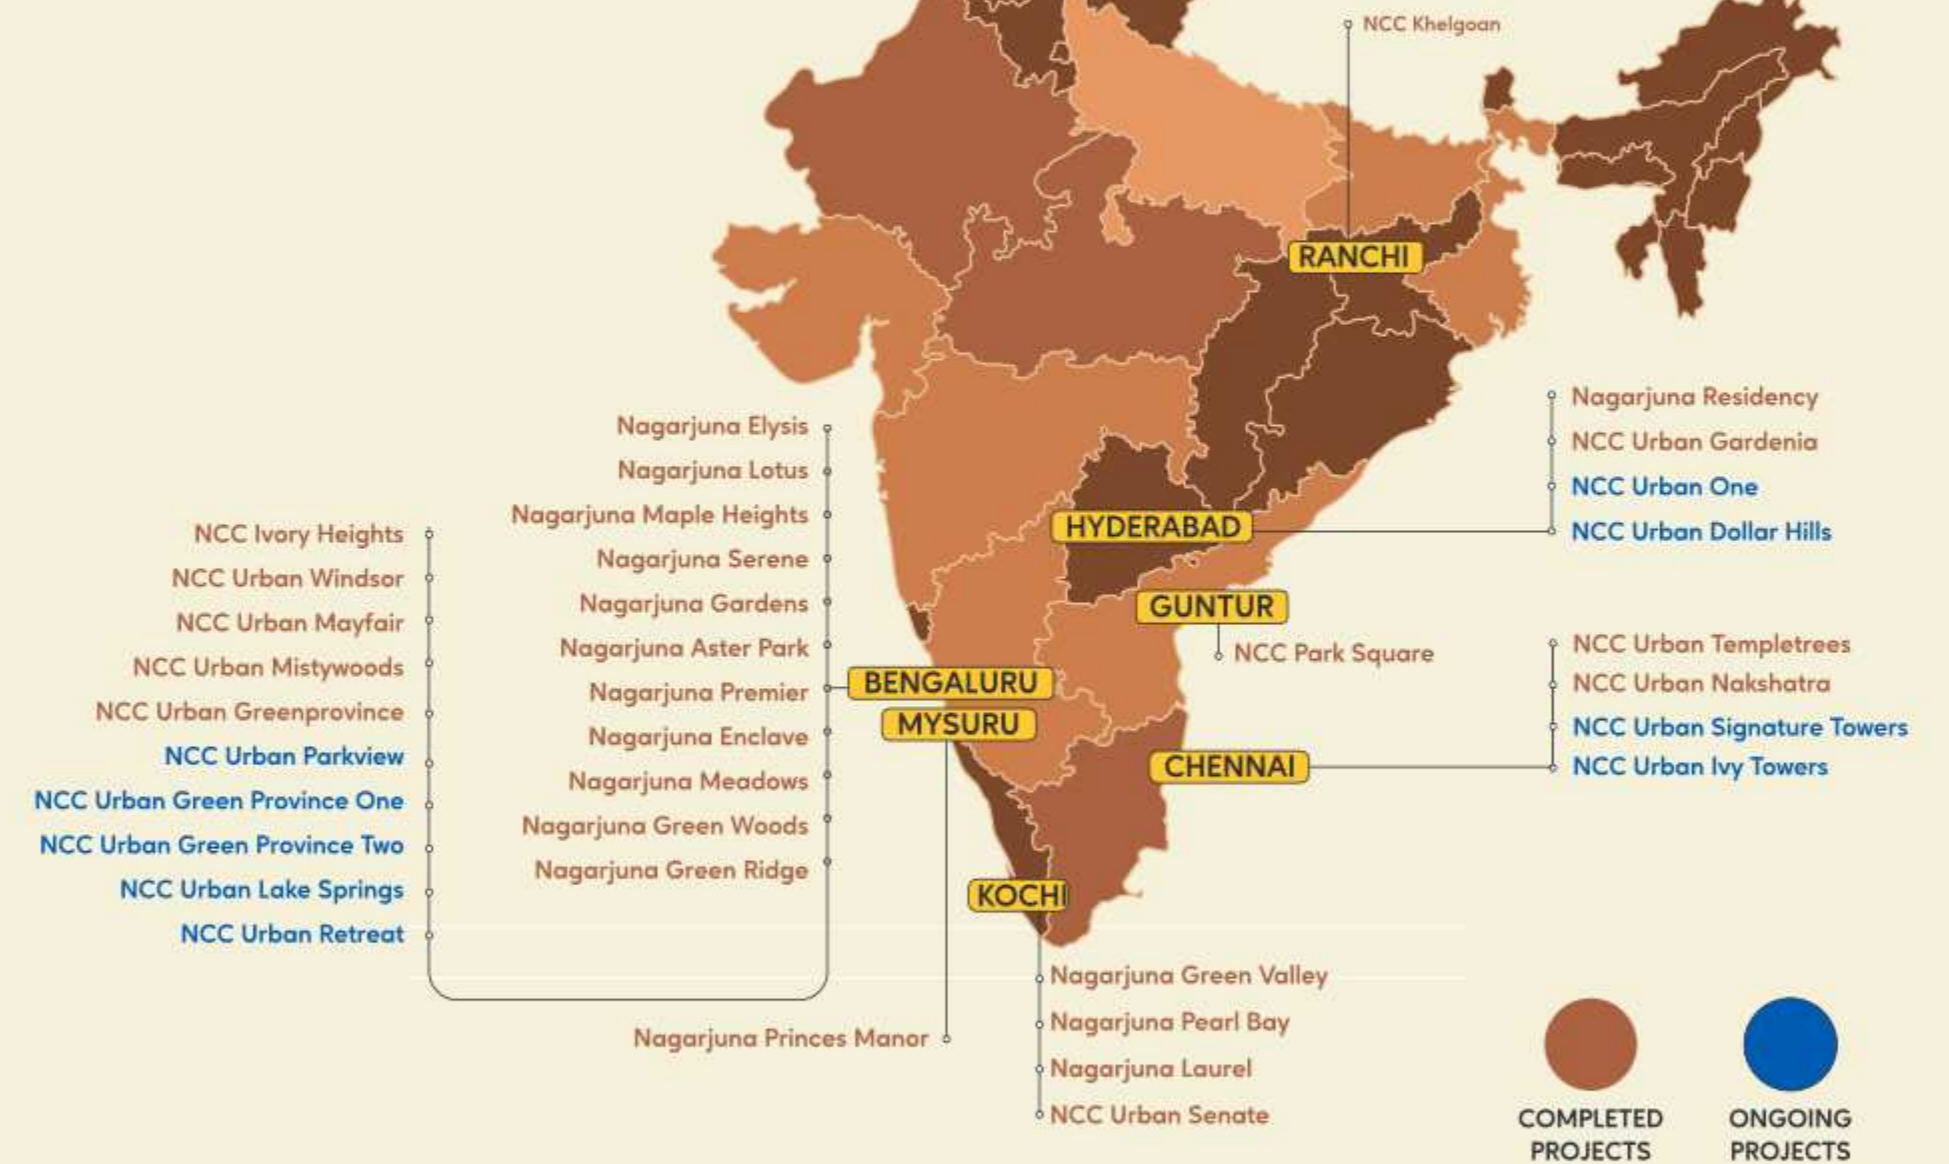 NCC Khelgoan
RANCHI
Nagarjuna Elysis
Nagarjuna Lotus
Nagarjuna Maple Heights
Nagarjuna Serene
Nagarjuna Gardens
Nagarjuna Aster Park
Nagarjuna Premier
Nagarjuna Enclave
Nagarjuna Meadows
Nagarjuna Green Woods
Nagarjuna Green Ridge
NCC Ivory Heights
NCC Urban Windsor
NCC Urban Mayfair
NCC Urban Mistywoods
NCC Urban Greenprovince
NCC Urban Parkview
NCC Urban Green Province One
NCC Urban Green Province Two
NCC Urban Lake Springs
NCC Urban Retreat
BENGALURU
MYSURU
Nagarjuna Princes Manor
HYDERABAD
Nagarjuna Residency
NCC Urban Gardenia
NCC Urban One
NCC Urban Dollar Hills
GUNTUR
NCC Park Square
CHENNAI
NCC Urban Templetrees
NCC Urban Nakshatra
NCC Urban Signature Towers
NCC Urban Ivy Towers
KOCHI
Nagarjuna Green Valley
Nagarjuna Pearl Bay
Nagarjuna Laurel
NCC Urban Senate
COMPLETED
PROJECTS
ONGOING
PROJECTS